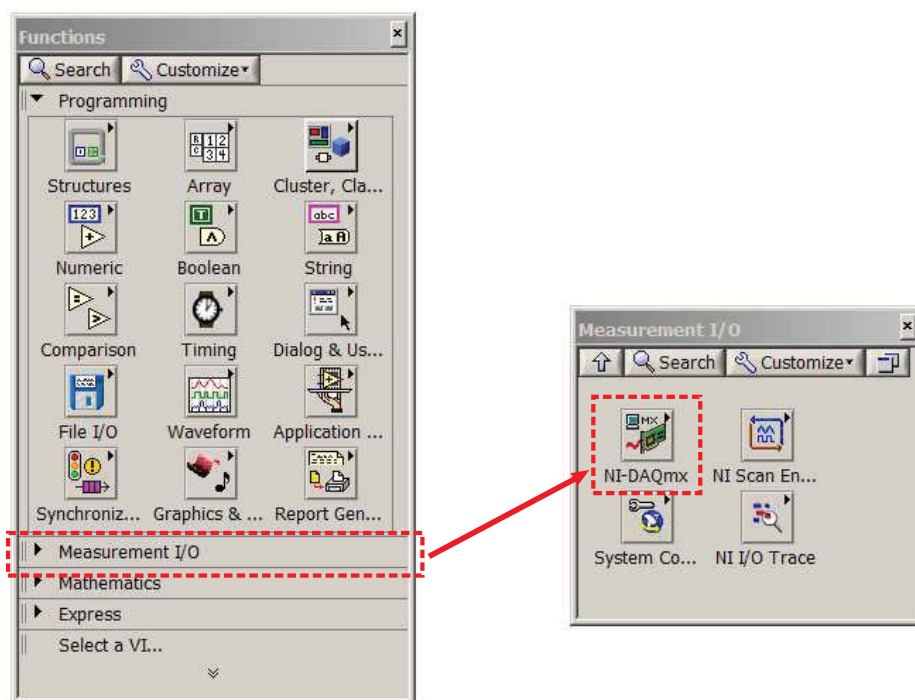 Functions
Search Customize
Programming
Structures Array Cluster, Cla...
Numeric Boolean String
Comparison Timing Dialog & Us...
File I/O Waveform Application ...
Synchroniz... Graphics & ... Report Gen...
Measurement I/O
Mathematics
Express
Select a VI...
Measurement I/O
Search Customize
NI-DAQmx NI Scan En...
System Co... NI I/O Trace